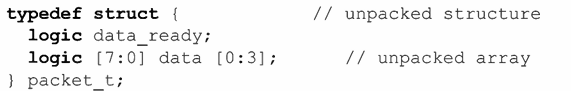 typedef struct { // unpacked structure
logic data_ready;
logic [7:0] data [0:3]; // unpacked array
} packet_t;